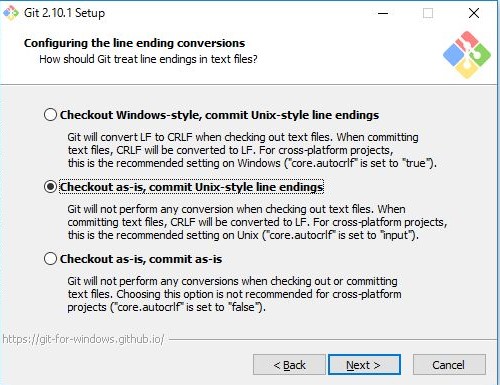 Git 2.10.1 Setup
Configuring the line ending conversions
How should Git treat line endings in text files?
Checkout Windows-style, commit Unix-style line endings
Git will convert LF to CRLF when checking out text files. When committing
text files, CRLF will be converted to LF. For cross-platform projects,
this is the recommended setting on Windows ("core.autocrlf" is set to "true").
Checkout as-is, commit Unix-style line endings
Git will not perform any conversion when checking out text files. When
committing text files, CRLF will be converted to LF. For cross-platform projects,
this is the recommended setting on Unix ("core.autocrlf" is set to "input").
Checkout as-is, commit as-is
Git will not perform any conversions when checking out or committing
text files. Choosing this option is not recommended for cross-platform
projects ("core.autocrlf" is set to "false").
https://git-for-windows.github.io/
< Back Next > Cancel